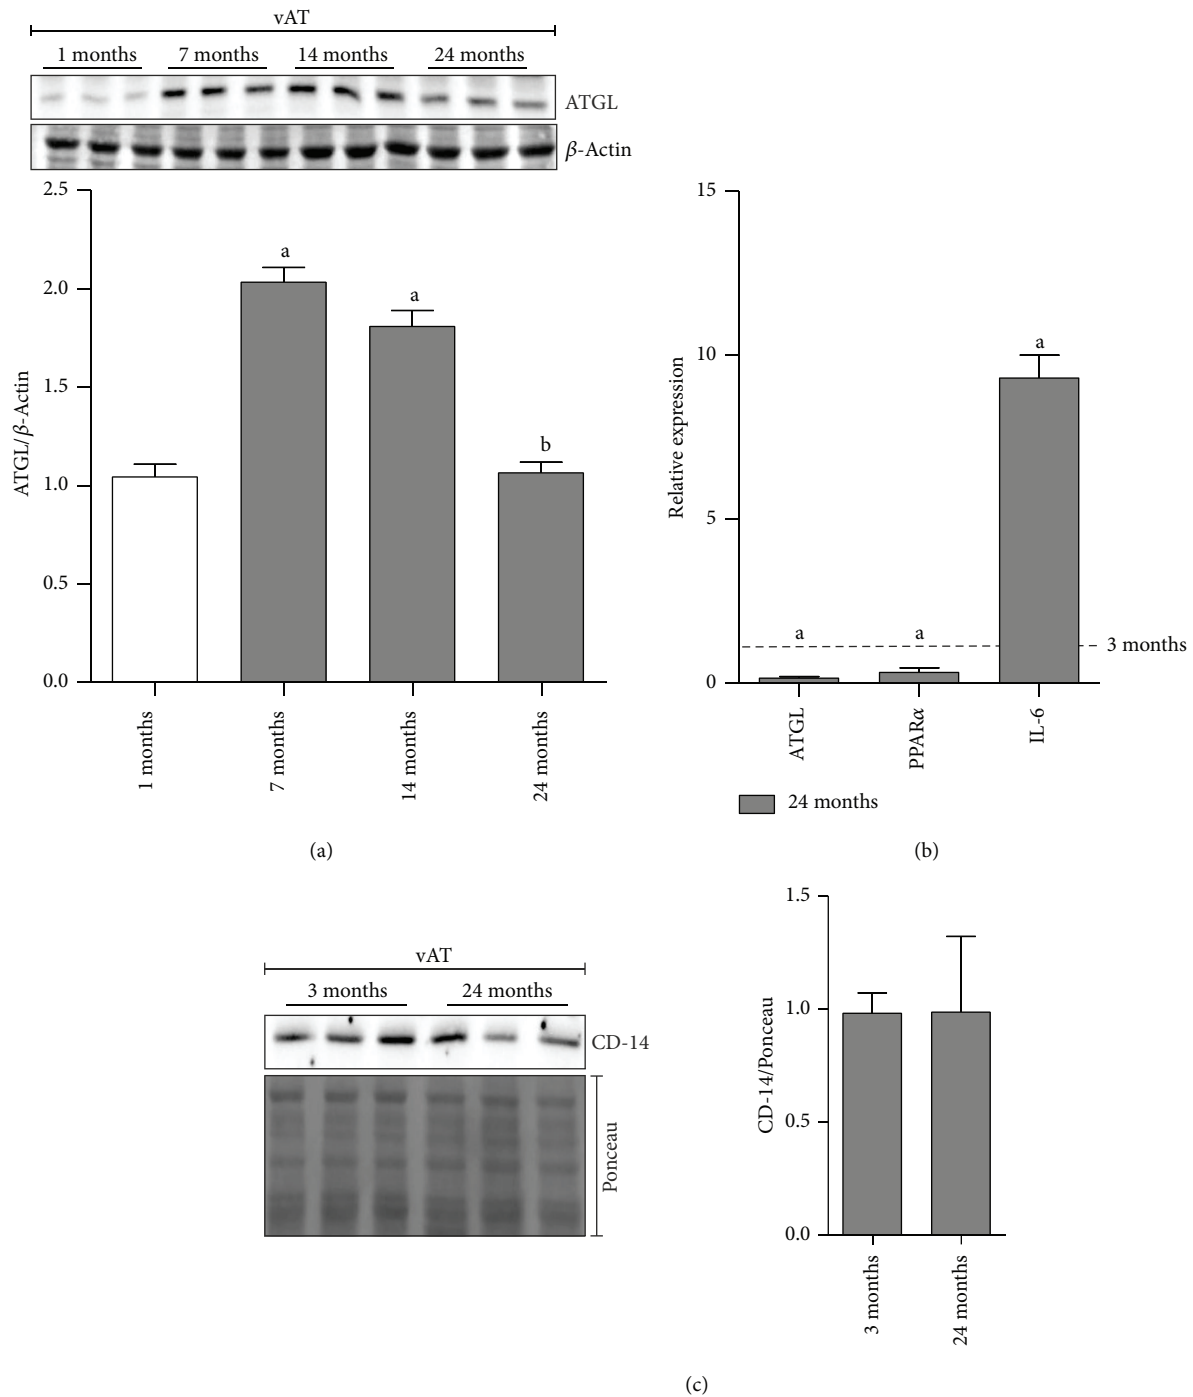 vAT
1 months 7 months 14 months 24 months
ATGL
β-Actin
2.5
2.0
1.5
1.0
0.5
0.0
ATGL/β-Actin
a
a
b
1 months
7 months
14 months
24 months
(a)
15
10
5
0
Relative expression
a
a
a
3 months
ATGL
PPARα
IL-6
24 months
(b)
vAT
3 months 24 months
CD-14
Ponceau
1.5
1.0
0.5
0.0
CD-14/Ponceau
3 months
24 months
(c)